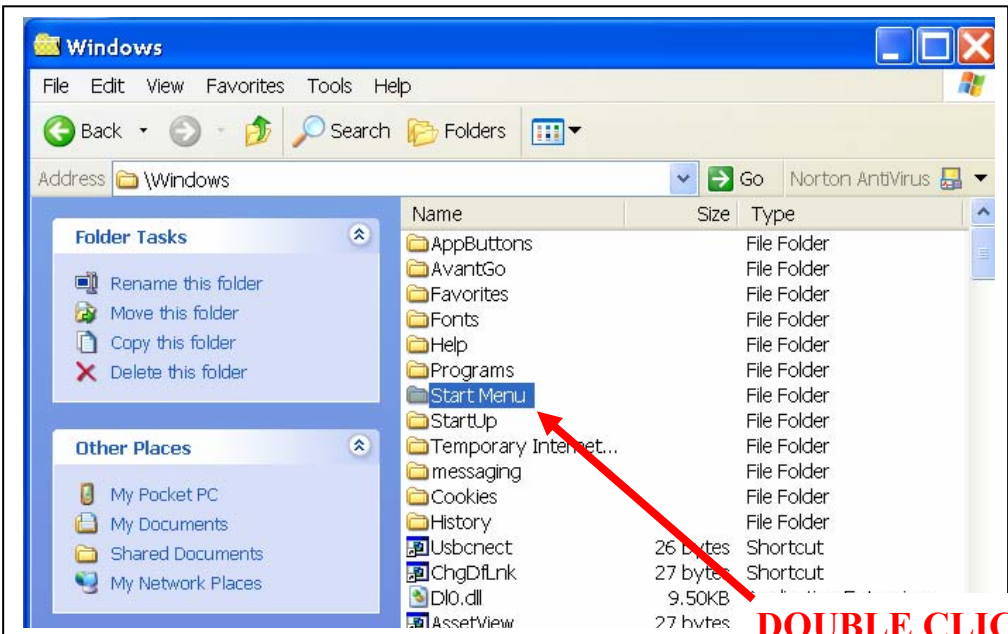 Windows
File Edit View Favorites Tools Help
Back Search Folders
Address \Windows Go Norton AntiVirus
Folder Tasks
Rename this folder
Move this folder
Copy this folder
Delete this folder
Other Places
My Pocket PC
My Documents
Shared Documents
My Network Places
Name Size Type
AppButtons File Folder
AvantGo File Folder
Favorites File Folder
Fonts File Folder
Help File Folder
Programs File Folder
Start Menu File Folder
StartUp File Folder
Temporary Internet... File Folder
messaging File Folder
Cookies File Folder
History File Folder
Usbcnect 26 bytes Shortcut
ChgDfLnk 27 bytes Shortcut
Dl0.dll 9.50KB
AssetView 27 bytes
DOUBLE CLIC